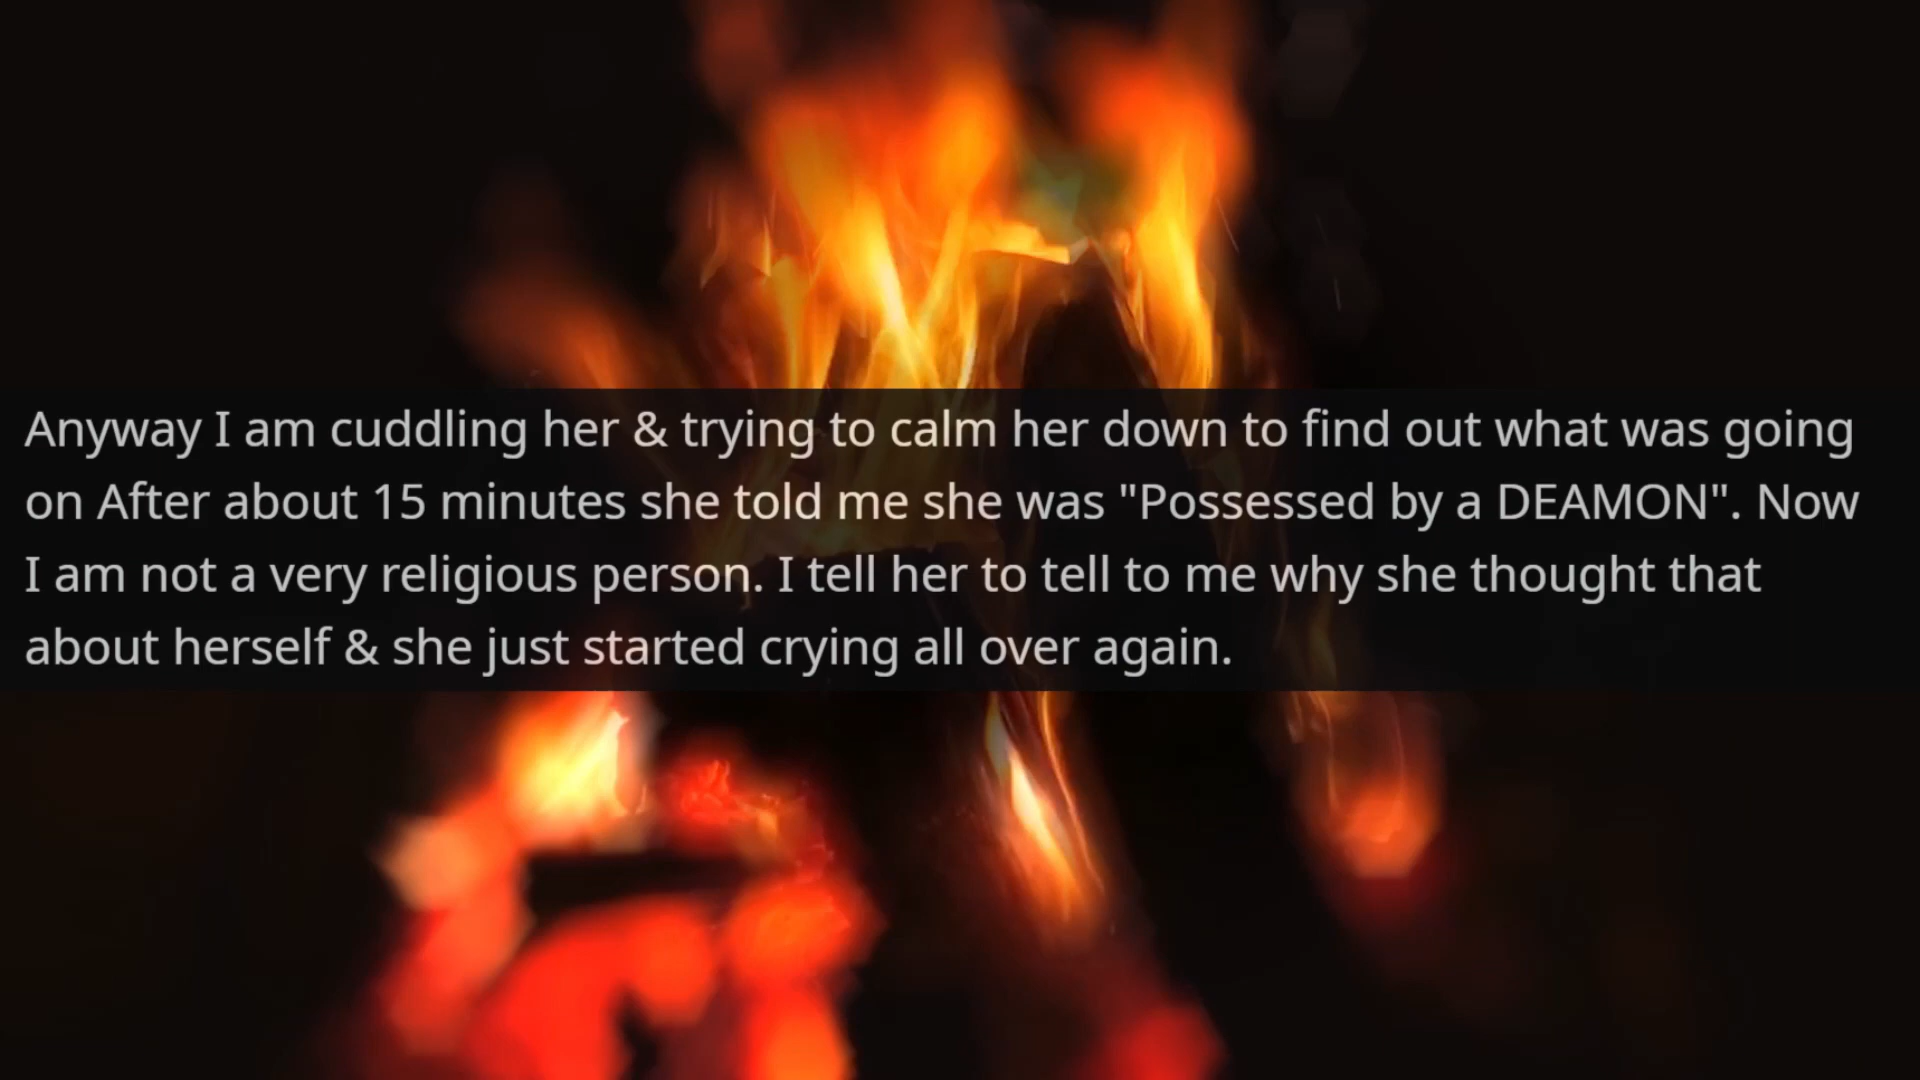 Anyway I am cuddling her & trying to calm her down to find out what was going
on After about 15 minutes she told me she was "Possessed by a DEAMON". Now
I am not a very religious person. I tell her to tell to me why she thought that
about herself & she just started crying all over again.